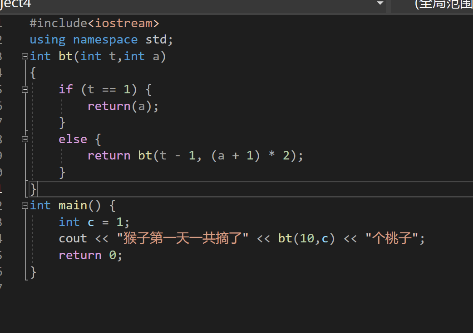 ject4
(全局范围
#include<iostream>
using namespace std;
int bt(int t,int a)
{
if (t == 1) {
return(a);
}
else {
return bt(t - 1, (a + 1) * 2);
}
}
int main() {
int c = 1;
cout << "猴子第一天一共摘了" << bt(10,c) << "个桃子";
return 0;
}